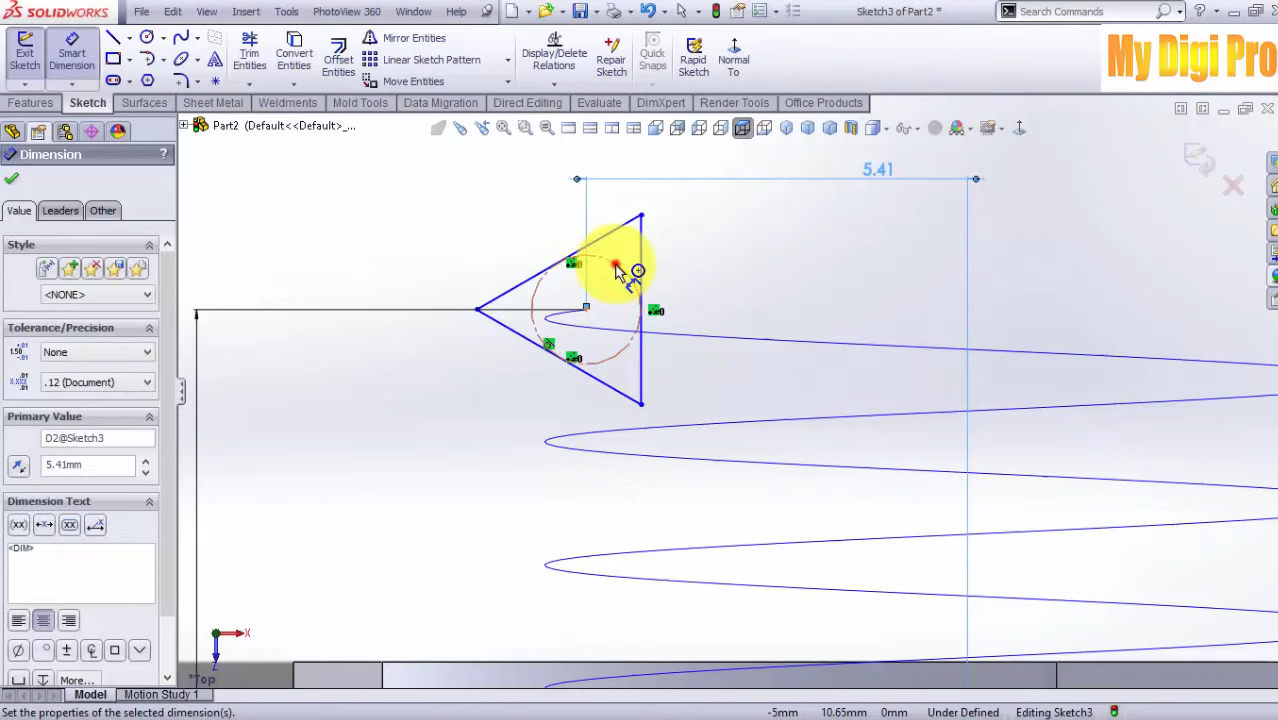 SOLIDWORKS
File Edit View Insert Tools PhotoView 360 Window Help
Sketch3 of Part2 *
Search Commands
My Digi Pro
Exit Sketch
Smart Dimension
Trim Entities
Convert Entities
Offset Entities
Mirror Entities
Linear Sketch Pattern
Move Entities
Display/Delete Relations
Repair Sketch
Quick Snaps
Rapid Sketch
Normal To
Features Sketch Surfaces Sheet Metal Weldments Mold Tools Data Migration Direct Editing Evaluate DimXpert Render Tools Office Products
Part2 (Default<<Default>_...
Dimension ?
Value Leaders Other
Style
<NONE>
Tolerance/Precision
None
.12 (Document)
Primary Value
D2@Sketch3
5.41mm
Dimension Text
(xx) (xx)
<DIM>
More...
5.41
X
Z
*Top
Model Motion Study 1
Set the properties of the selected dimension(s).
-5mm 10.65mm 0mm Under Defined Editing Sketch3